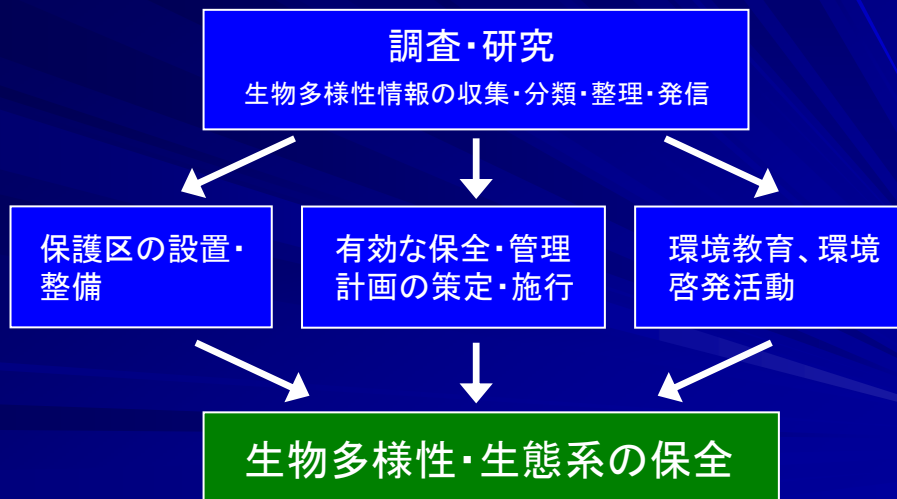 調査・研究
生物多様性情報の収集・分類・整理・発信
保護区の設置・
整備
有効な保全・管理
計画の策定・施行
環境教育、環境
啓発活動
生物多様性・生態系の保全